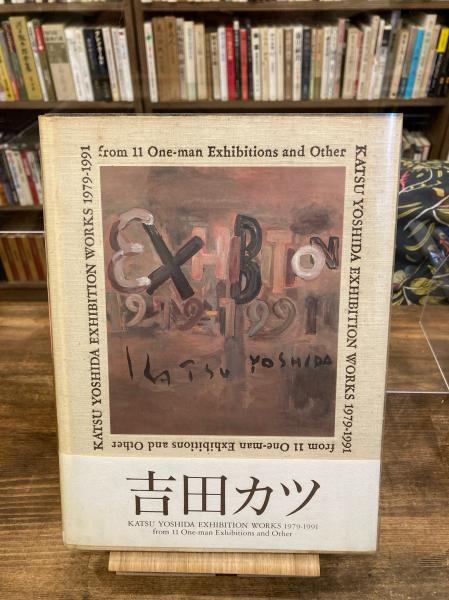 from 11 One-man Exhibitions and Other
KATSU YOSHIDA EXHIBITION WORKS 1979-1991
KATSU YOSHIDA EXHIBITION WORKS 1979-1991
EXHIBITION
1979-1991
KATSU YOSHIDA
from 11 One-man Exhibitions and Other
吉田カツ
KATSU YOSHIDA EXHIBITION WORKS 1979-1991
from 11 One-man Exhibitions and Other